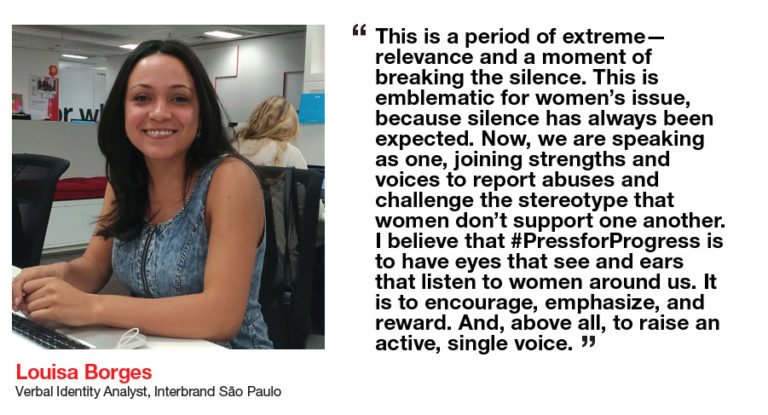 “ This is a period of extreme—
relevance and a moment of
breaking the silence. This is
emblematic for women’s issue,
because silence has always been
expected. Now, we are speaking
as one, joining strengths and
voices to report abuses and
challenge the stereotype that
women don’t support one another.
I believe that #PressforProgress is
to have eyes that see and ears
that listen to women around us. It
is to encourage, emphasize, and
reward. And, above all, to raise an
active, single voice. ”
Louisa Borges
Verbal Identity Analyst, Interbrand São Paulo